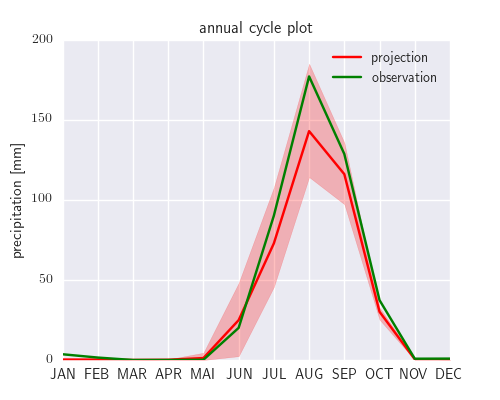 annual cycle plot
projection
observation
precipitation [mm]
200
150
100
50
0
JAN FEB MAR APR MAI JUN JUL AUG SEP OCT NOV DEC